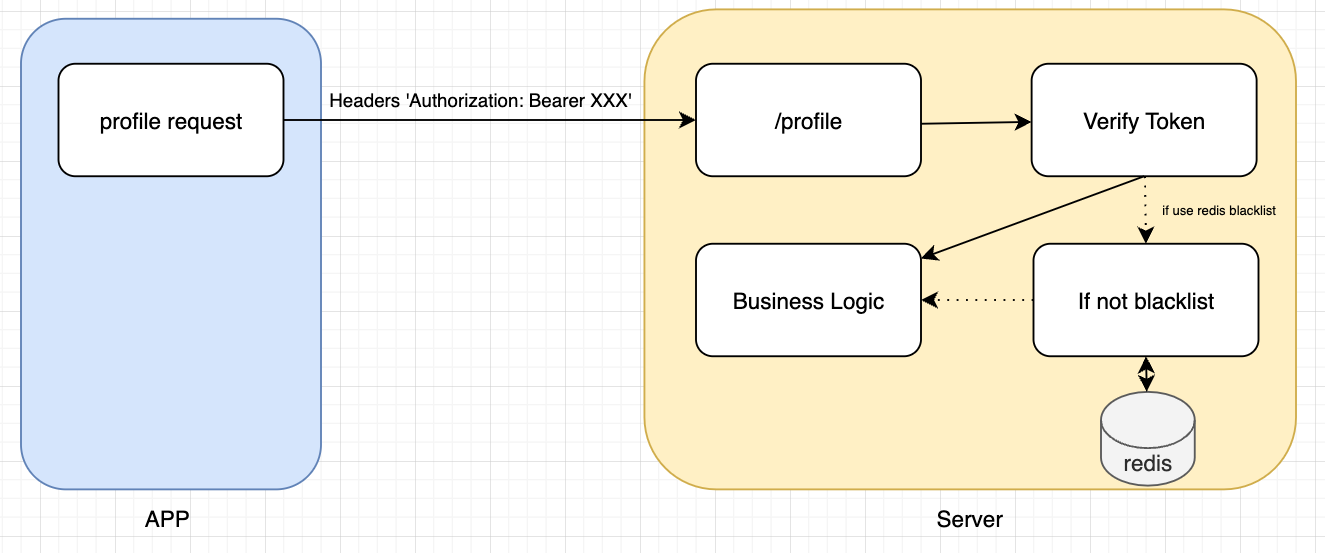 profile request
Headers 'Authorization: Bearer XXX'
/profile
Verify Token
if use redis blacklist
Business Logic
If not blacklist
redis
APP
Server